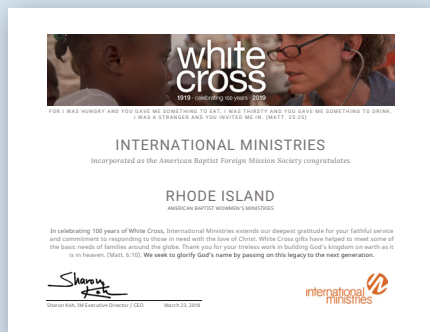 white
cross
1919 · celebrating 100 years · 2019
FOR I WAS HUNGRY AND YOU GAVE ME SOMETHING TO EAT, I WAS THIRSTY AND YOU GAVE ME SOMETHING TO DRINK,
I WAS A STRANGER AND YOU INVITED ME IN. (MATT. 25:35)
INTERNATIONAL MINISTRIES
incorporated as the American Baptist Foreign Mission Society congratulates
RHODE ISLAND
AMERICAN BAPTIST WOMEN'S MINISTRIES
In celebrating 100 years of White Cross, International Ministries extends our deepest gratitude for your faithful service
and commitment to responding to those in need with the love of Christ. White Cross gifts have helped to meet some of
the basic needs of families around the globe. Thank you for your tireless work in building God's kingdom on earth as it
is in heaven. (Matt. 6:10). We seek to glorify God's name by passing on this legacy to the next generation.
Sharon
Koh
Sharon Koh, IM Executive Director / CEO March 23, 2018
international
ministries